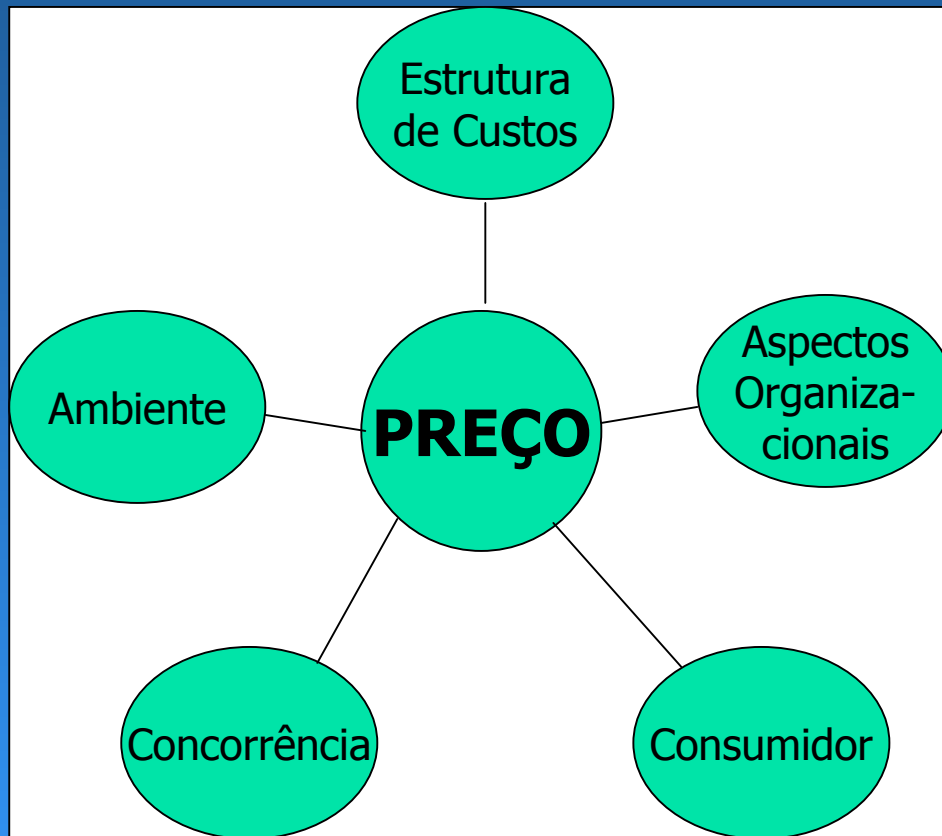 Estrutura
de Custos
Aspectos
Organiza-
cionais
Ambiente
PREÇO
Concorrência
Consumidor